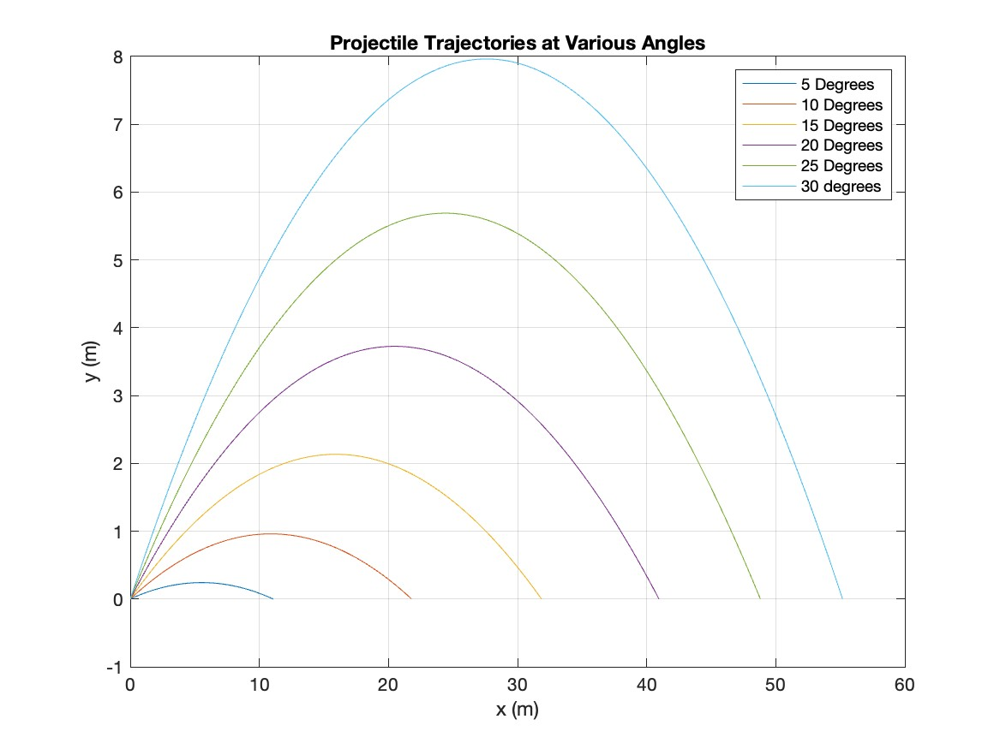 Projectile Trajectories at Various Angles
8
7
6
5
4
3
2
1
0
-1
y (m)
5 Degrees
10 Degrees
15 Degrees
20 Degrees
25 Degrees
30 degrees
0 10 20 30 40 50 60
x (m)